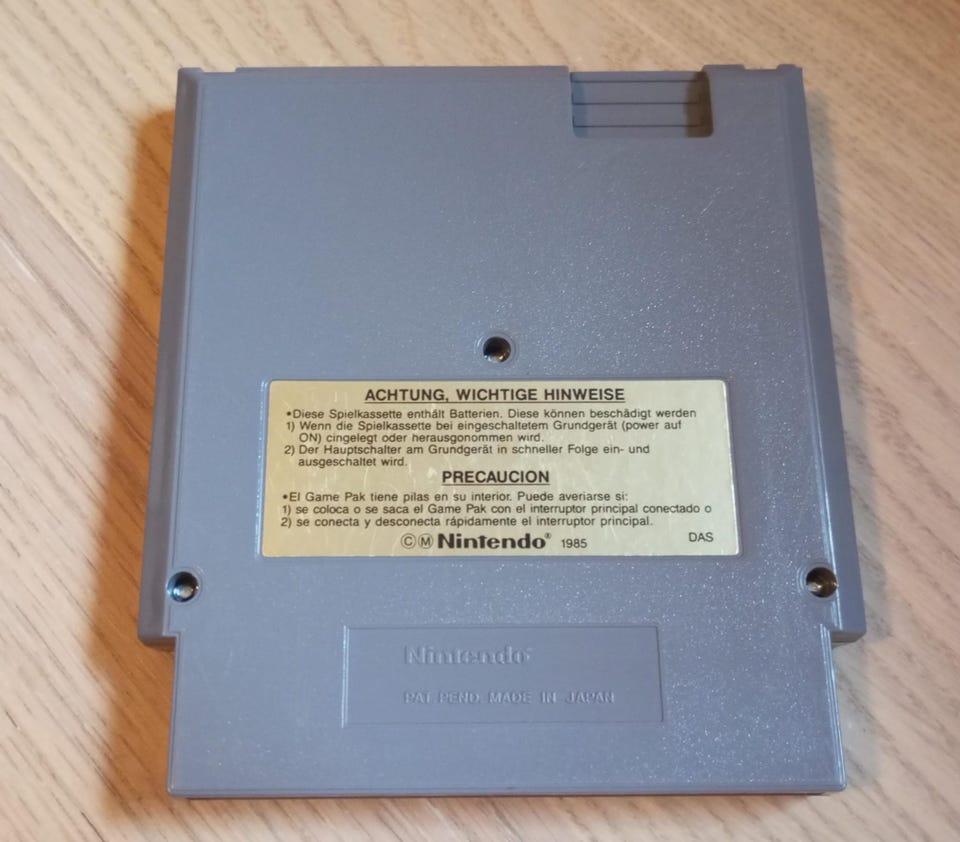 ACHTUNG, WICHTIGE HINWEISE
•Diese Spielkassette enthält Batterien. Diese können beschädigt werden
1) Wenn die Spielkassette bei eingeschaltetem Grundgerät (power auf
ON) cingelegt oder herausgonommen wird.
2) Der Hauptschalter am Grundgerät in schneller Folge ein- und
ausgeschaltet wird.
PRECAUCION
•El Game Pak tiene pilas en su interior. Puede averiarse si:
1) se coloca o se saca el Game Pak con el interruptor principal conectado o
2) se conecta y desconecta rápidamente el interruptor principal.
ⒸⓂ Nintendo® 1985 DAS
Nintendo®
PAT PEND. MADE IN JAPAN